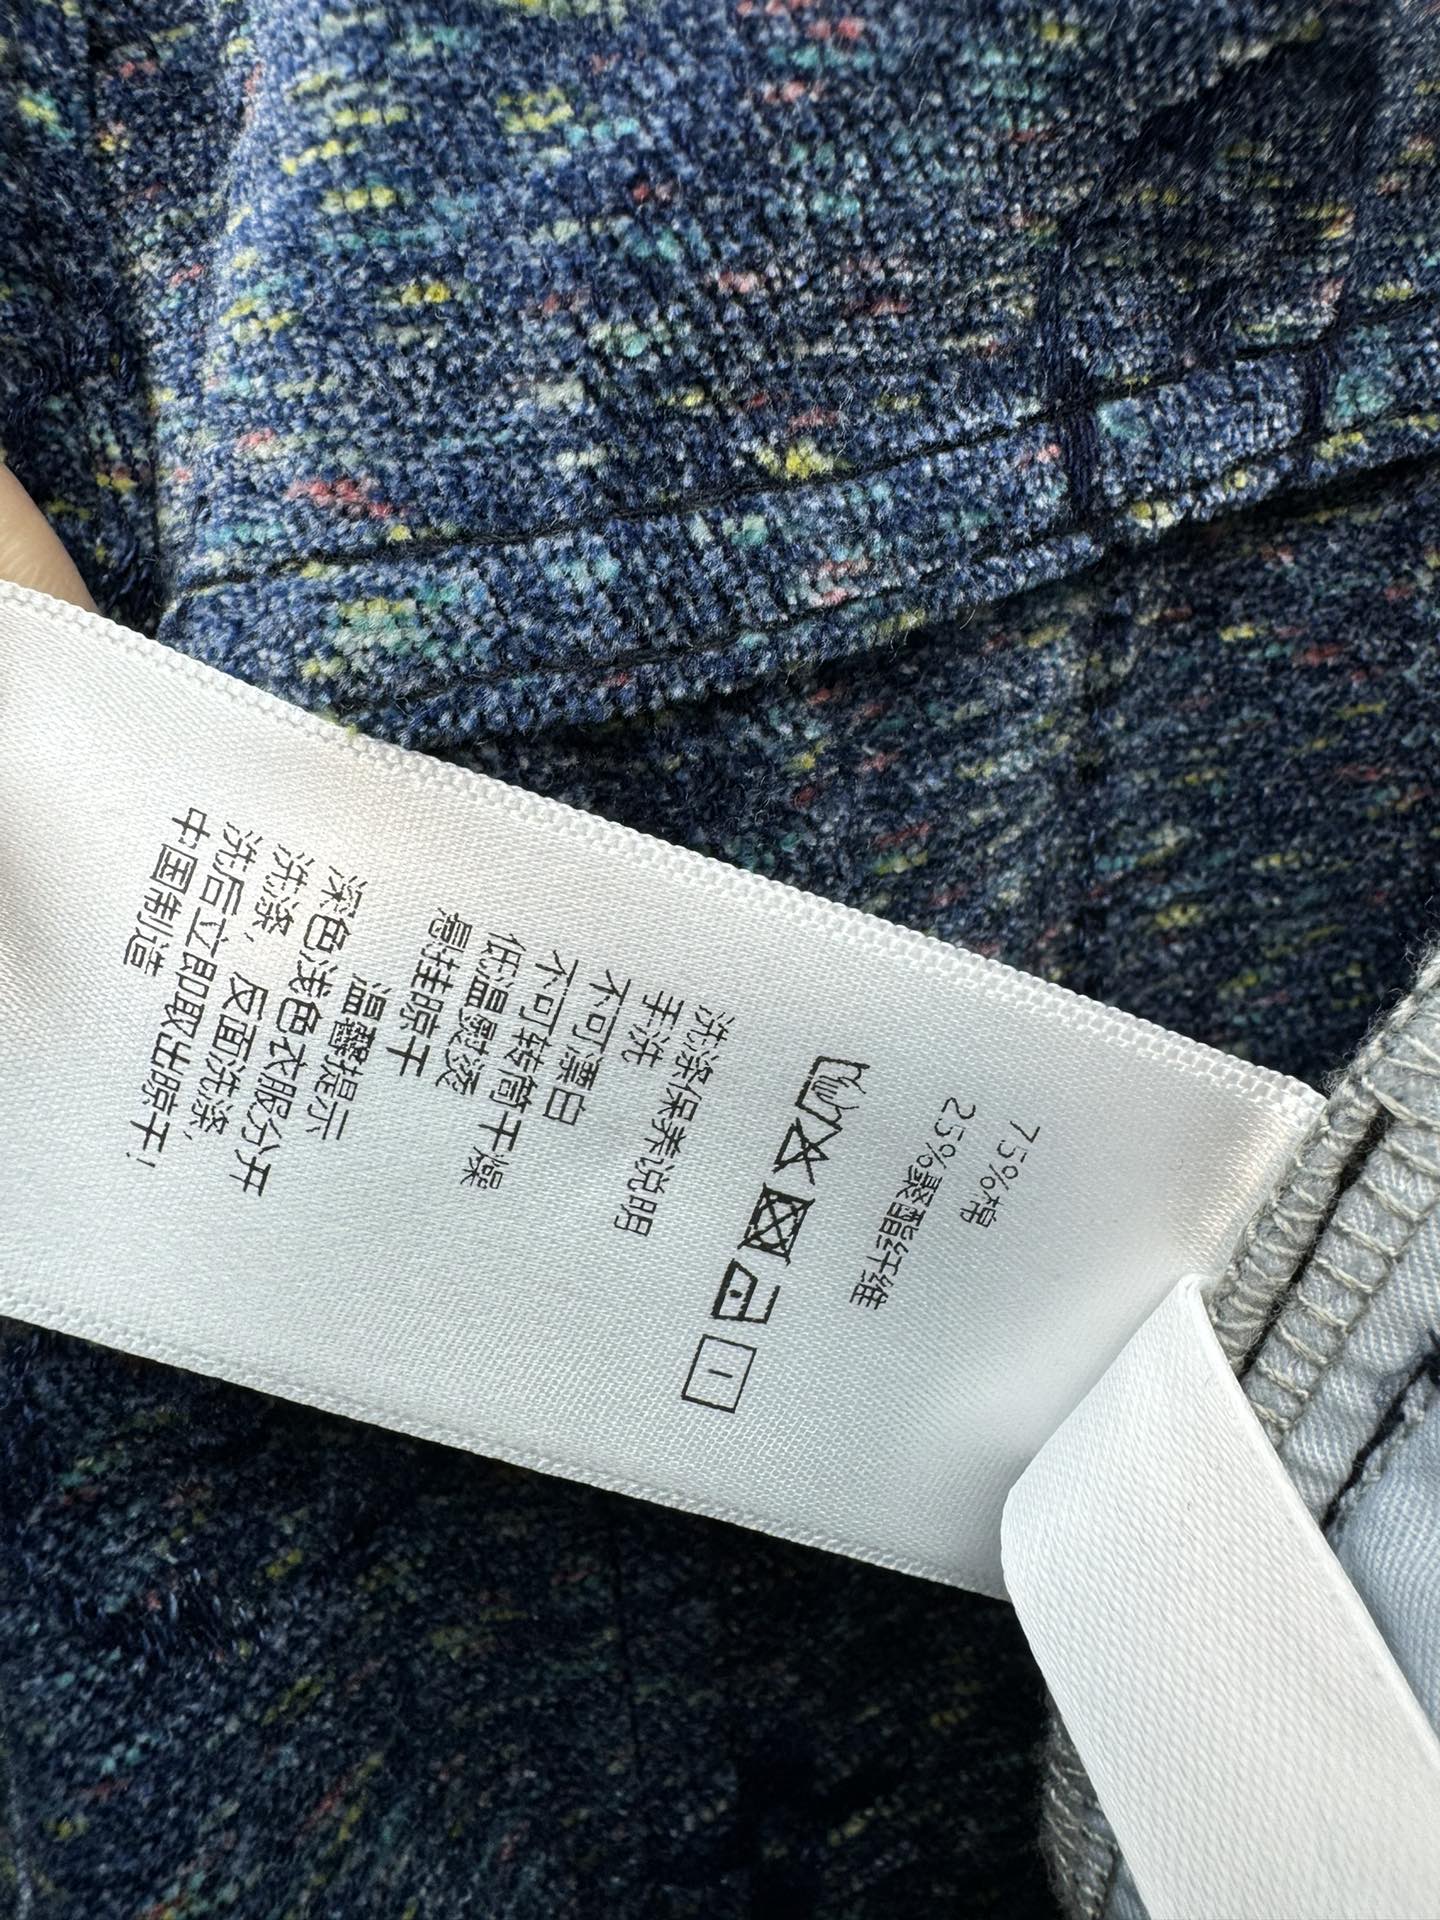 75%棉
25%聚酯纤维
洗涤保养说明
手洗
不可漂白
不可转筒干燥
低温熨烫
悬挂晾干
温馨提示
深色浅色衣服分开
洗涤，反面洗涤，
洗后立即取出晾干！
中国制造